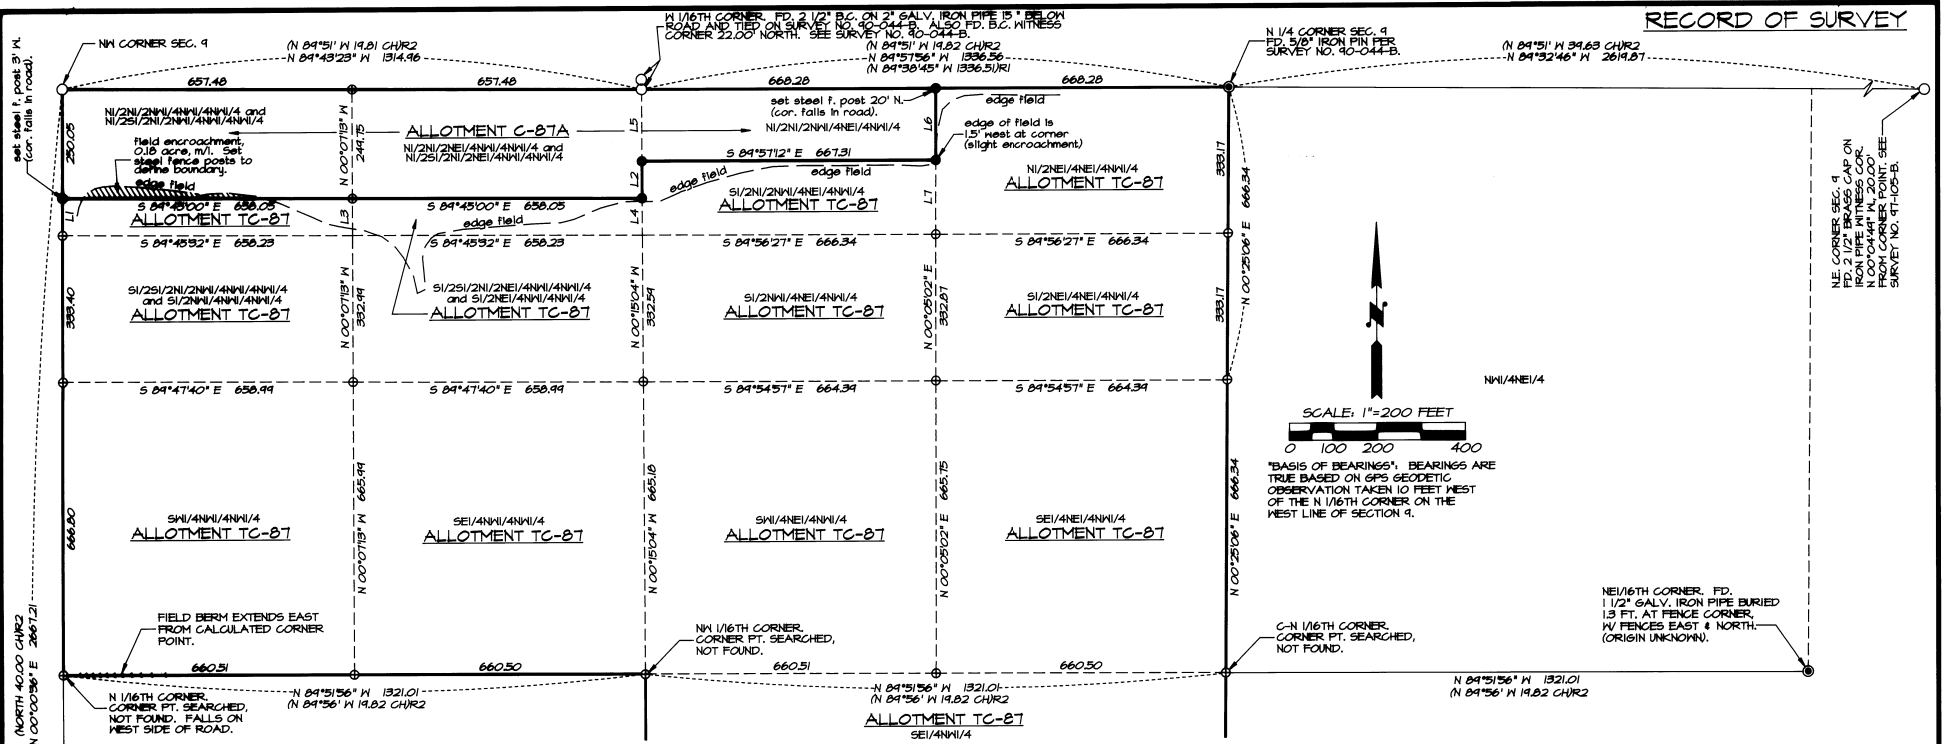 RECORD OF SURVEY
W 1/16TH CORNER. FD. 2 1/2" B.C. ON 2" GALV. IRON PIPE 15" BELOW
ROAD AND TIED ON SURVEY NO. 90-044-B. ALSO FD. B.C. WITNESS
CORNER 22.00' NORTH. SEE SURVEY NO. 90-044-B.
N 1/4 CORNER SEC. 9
FD. 5/8" IRON PIN PER
SURVEY NO. 90-044-B.
NW CORNER SEC. 9
(N 89°51' W 19.81 CH)R2
N 89°43'23" W 1314.96
(N 89°51' W 19.82 CH)R2
N 89°57'56" W 1336.56
(N 89°38'45" W 1336.51)R1
(N 89°51' W 39.63 CH)R2
N 89°32'46" W 2619.87
set steel f. post 3' W.
(cor. falls in road).
657.48
657.48
668.28
668.28
N1/2N1/2NW1/4NW1/4NW1/4 and
N1/2S1/2N1/2NW1/4NW1/4NW1/4
field encroachment,
0.18 acre, m/l. Set
steel fence posts to
define boundary.
edge field
250.05
N 00°07'13" W
249.75
ALLOTMENT C-87A
N1/2N1/2NE1/4NW1/4NW1/4 and
N1/2S1/2N1/2NE1/4NW1/4NW1/4
L5
set steel f. post 20' N.
(cor. falls in road).
N1/2N1/2NW1/4NE1/4NW1/4
L6
edge field
edge of field is
1.5' west at corner
(slight encroachment)
S 89°57'12" E 667.31
edge field
edge field
L2
N1/2NE1/4NE1/4NW1/4
ALLOTMENT TC-87
333.17
N 00°25'06" E 666.34
S1/2N1/2NW1/4NE1/4NW1/4
ALLOTMENT TC-87
L7
L1
S 89°45'00" E 658.05
ALLOTMENT TC-87
L3
S 89°45'00" E 658.05
edge field
L4
S 89°45'32" E 658.23
S 89°45'32" E 658.23
S 89°56'27" E 666.34
S 89°56'27" E 666.34
N.E. CORNER SEC. 9
FD. 2 1/2" BRASS CAP ON
IRON PIPE WITNESS COR.
N 00°04'49" W, 20.00'
FROM CORNER POINT. SEE
SURVEY NO. 97-105-B.
333.40
S1/2S1/2N1/2NW1/4NW1/4NW1/4
and S1/2NW1/4NW1/4NW1/4
ALLOTMENT TC-87
N 00°07'13" W
332.99
S1/2S1/2N1/2NE1/4NW1/4NW1/4
and S1/2NE1/4NW1/4NW1/4
ALLOTMENT TC-87
N 00°15'04" W
332.59
S1/2NW1/4NE1/4NW1/4
ALLOTMENT TC-87
N 00°05'02" E
332.87
S1/2NE1/4NE1/4NW1/4
ALLOTMENT TC-87
333.17
N
S 89°47'40" E 658.99
S 89°47'40" E 658.99
S 89°54'57" E 664.39
S 89°54'57" E 664.39
NW1/4NE1/4
SCALE: 1"=200 FEET
0 100 200 400
"BASIS OF BEARINGS": BEARINGS ARE
TRUE BASED ON GPS GEODETIC
OBSERVATION TAKEN 10 FEET WEST
OF THE N 1/16TH CORNER ON THE
WEST LINE OF SECTION 9.
666.80
SW1/4NW1/4NW1/4
ALLOTMENT TC-87
N 00°07'13" W 665.99
SE1/4NW1/4NW1/4
ALLOTMENT TC-87
N 00°15'04" W 665.18
SW1/4NE1/4NW1/4
ALLOTMENT TC-87
N 00°05'02" E 665.75
SE1/4NE1/4NW1/4
ALLOTMENT TC-87
N 00°25'06" E 666.34
NE1/16TH CORNER. FD.
1 1/2" GALV. IRON PIPE BURIED
1.3 FT. AT FENCE CORNER,
W/ FENCES EAST & NORTH.
(ORIGIN UNKNOWN).
(NORTH 40.00 CH)R2
N 00°00'56" E 2667.21
FIELD BERM EXTENDS EAST
FROM CALCULATED CORNER
POINT.
NW 1/16TH CORNER.
CORNER PT. SEARCHED,
NOT FOUND.
C-N 1/16TH CORNER.
CORNER PT. SEARCHED,
NOT FOUND.
660.51
660.50
660.51
660.50
N 1/16TH CORNER.
CORNER PT. SEARCHED,
NOT FOUND. FALLS ON
WEST SIDE OF ROAD.
N 89°51'56" W 1321.01
(N 89°56' W 19.82 CH)R2
N 89°51'56" W 1321.01
(N 89°56' W 19.82 CH)R2
N 89°51'56" W 1321.01
(N 89°56' W 19.82 CH)R2
ALLOTMENT TC-87
SE1/4NW1/4